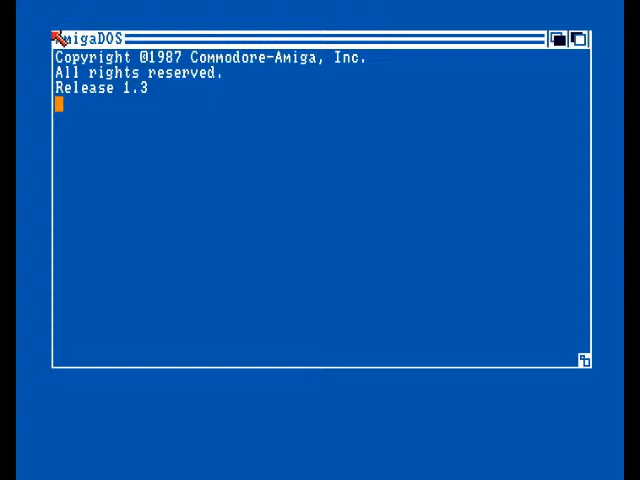 AmigaDOS
Copyright ©1987 Commodore-Amiga, Inc.
All rights reserved.
Release 1.3